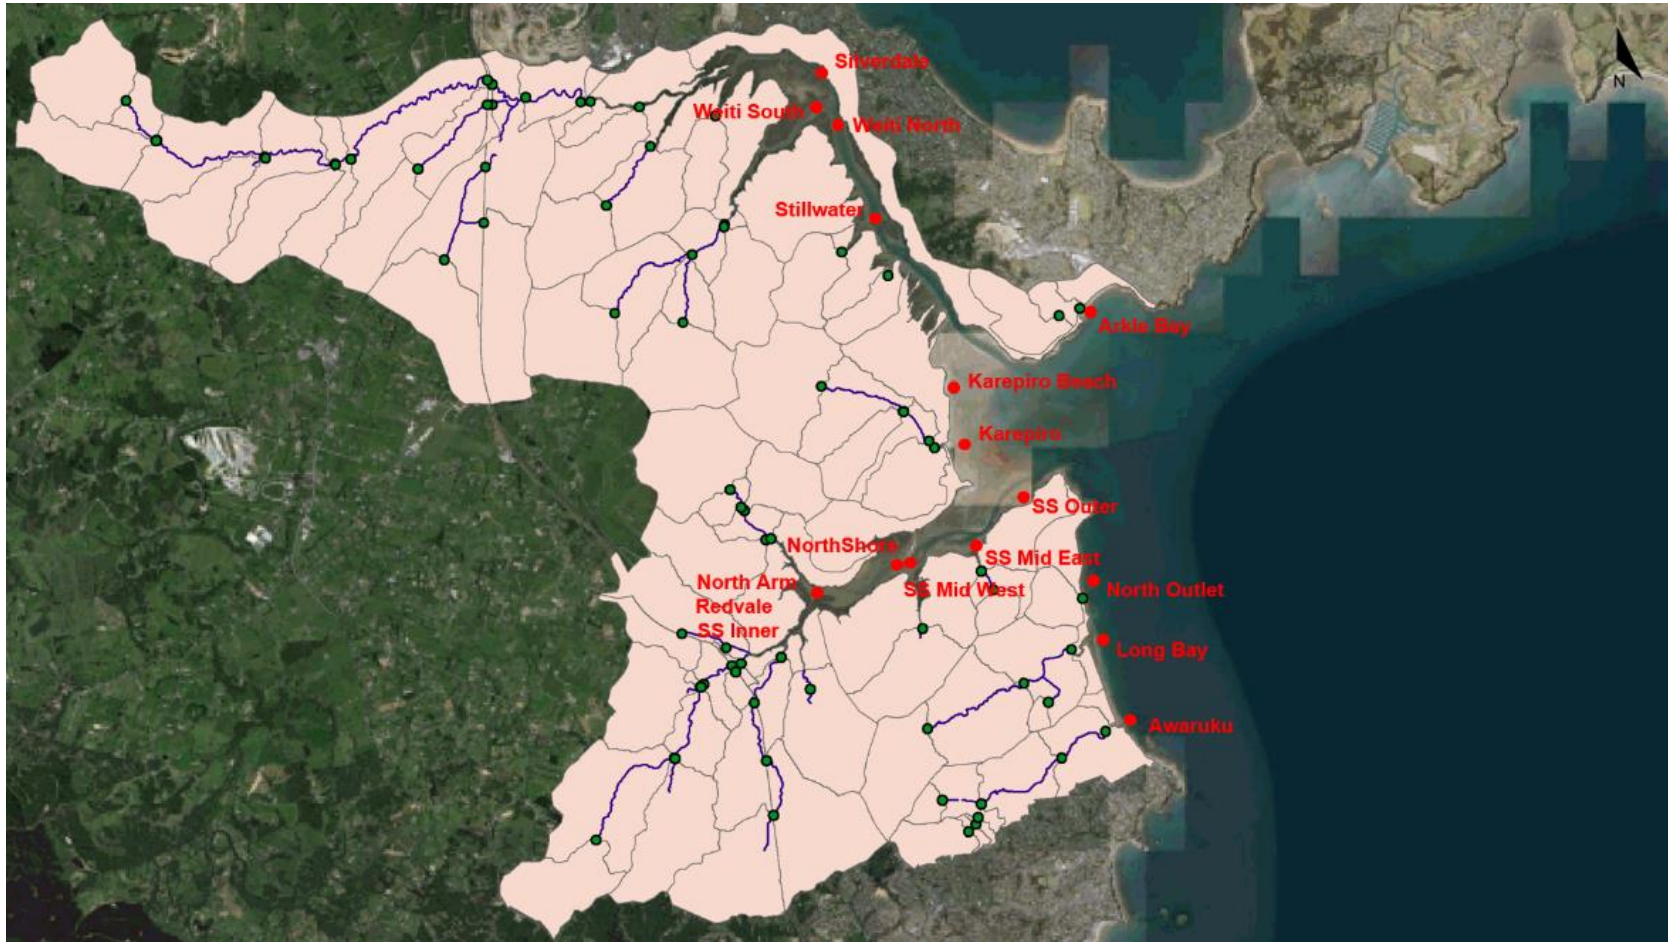 Silverdale
N
Weiti South
Weiti North
Stillwater
Arkle Bay
Karepiro Beach
Karepiro
SS Outer
NorthShore
SS Mid East
North Arm
SS Mid West
North Outlet
Redvale
SS Inner
Long Bay
Awaruku